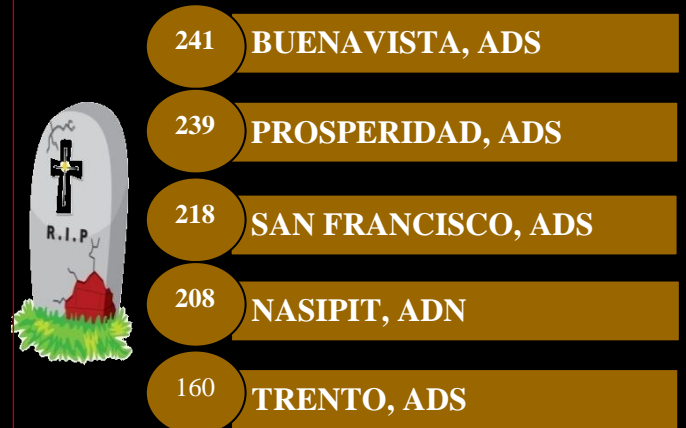 241 BUENAVISTA, ADS
239 PROSPERIDAD, ADS
218 SAN FRANCISCO, ADS
208 NASIPIT, ADN
160 TRENTO, ADS
R.I.P